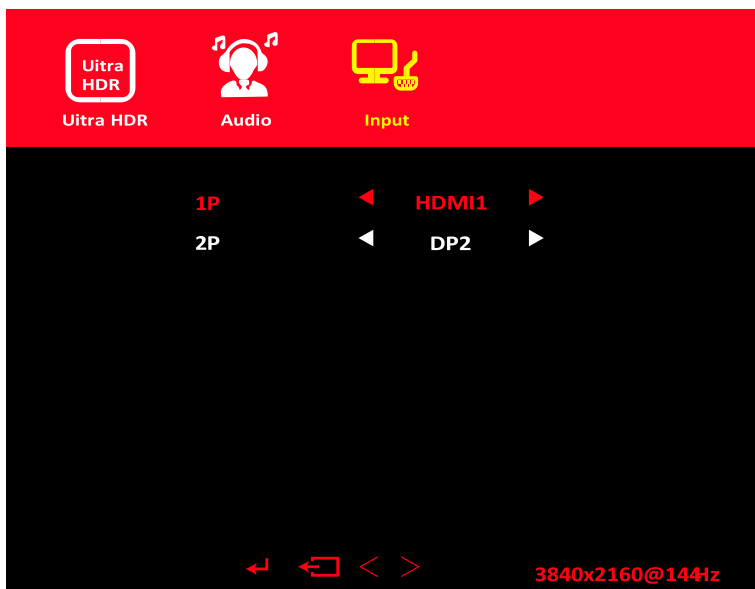 Uitra
HDR
Uitra HDR
Audio
Input
1P
HDMI1
2P
DP2
3840x2160@144Hz